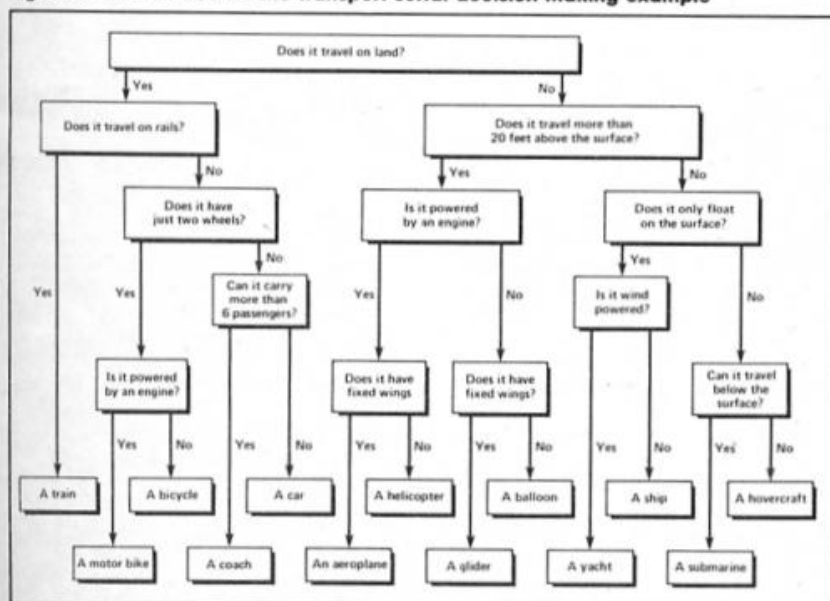 transport serial decision making example
Does it travel on land?
Yes
No
Does it travel on rails?
Does it travel more than
20 feet above the surface?
No
Yes
No
Does it have
just two wheels?
Is it powered
by an engine?
Does it only float
on the surface?
No
Yes
Yes
Yes
Can it carry
more than
6 passengers?
Yes
No
Is it wind
powered?
No
Is it powered
by an engine?
Does it have
fixed wings
Does it have
fixed wings?
Can it travel
below the
surface?
Yes
No
Yes
No
Yes
No
Yes
No
Yes
No
Yes
No
A train
A bicycle
A car
A helicopter
A balloon
A ship
A hovercraft
A motor bike
A coach
An aeroplane
A glider
A yacht
A submarine